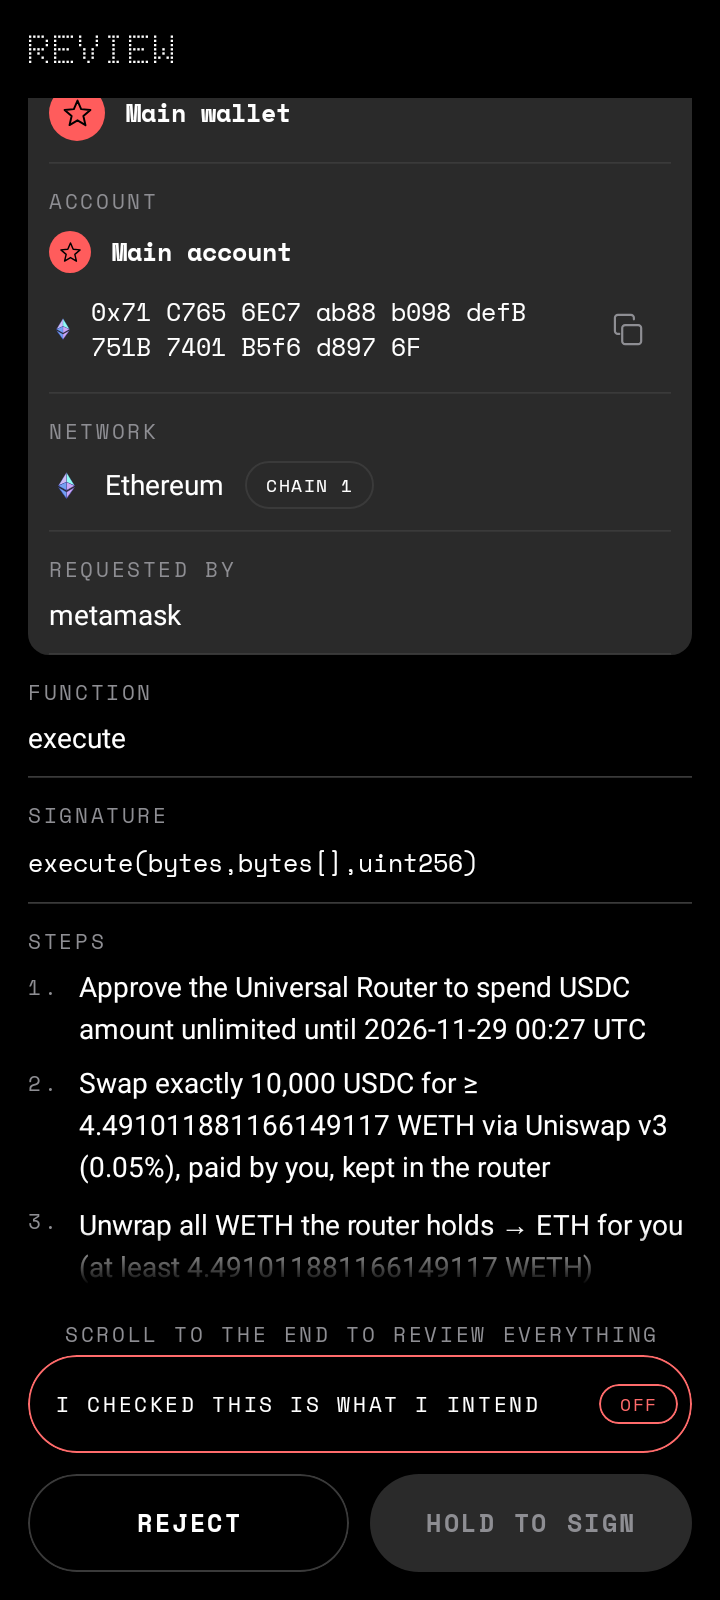 REVIEW
Main wallet
ACCOUNT
Main account
0x71 C765 6EC7 ab88 b098 defB
751B 7401 B5f6 d897 6F
NETWORK
Ethereum CHAIN 1
REQUESTED BY
metamask
FUNCTION
execute
SIGNATURE
execute(bytes,bytes[],uint256)
STEPS
1. Approve the Universal Router to spend USDC
amount unlimited until 2026-11-29 00:27 UTC
2. Swap exactly 10,000 USDC for ≥
4.491011881166149117 WETH via Uniswap v3
(0.05%), paid by you, kept in the router
3. Unwrap all WETH the router holds → ETH for you
(at least 4.491011881166149117 WETH)
SCROLL TO THE END TO REVIEW EVERYTHING
I CHECKED THIS IS WHAT I INTEND OFF
REJECT HOLD TO SIGN